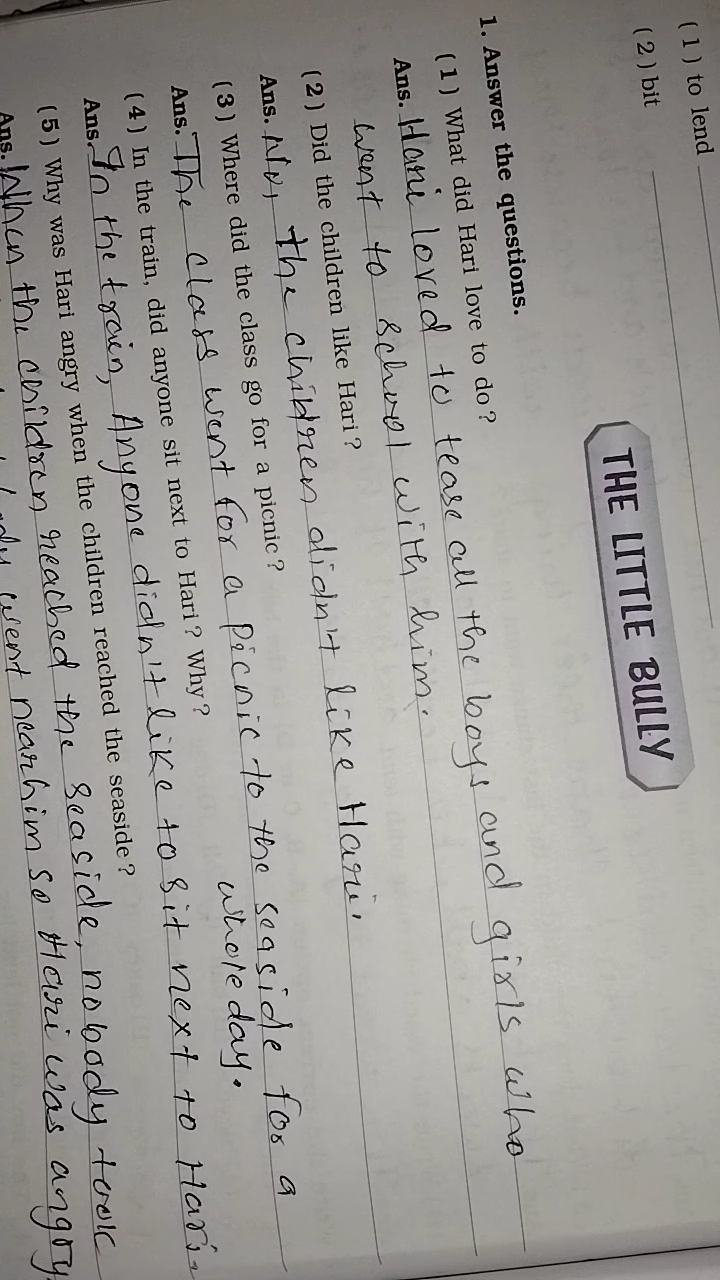 (1) to lend
(2) bit
THE LITTLE BULLY
1. Answer the questions.
(1) What did Hari love to do?
Ans. Hari loved to tease all the boys and girls who
went to school with him.
(2) Did the children like Hari?
Ans. No, the children didn't like Hari.
(3) Where did the class go for a picnic?
Ans. The class went for a picnic to the seaside for a
whole day.
(4) In the train, did anyone sit next to Hari? Why?
Ans. In the train, Anyone didn't like to sit next to Hari.
(5) Why was Hari angry when the children reached the seaside?
Ans. When the children reached the seaside, nobody took
went near him so Hari was angry.